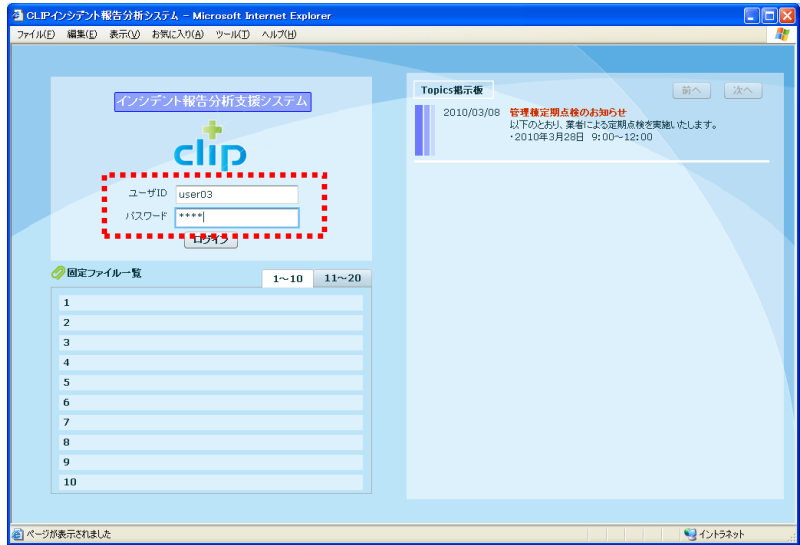 CLIPインシデント報告分析システム - Microsoft Internet Explorer
ファイル(F) 編集(E) 表示(V) お気に入り(A) ツール(T) ヘルプ(H)
インシデント報告分析支援システム
clip
ユーザID user03
パスワード ****
ログイン
固定ファイル一覧
1～10 11～20
1
2
3
4
5
6
7
8
9
10
Topics掲示板 前へ 次へ
2010/03/08 管理棟定期点検のお知らせ
以下のとおり、業者による定期点検を実施いたします。
・2010年3月28日 9:00～12:00
ページが表示されました イントラネット